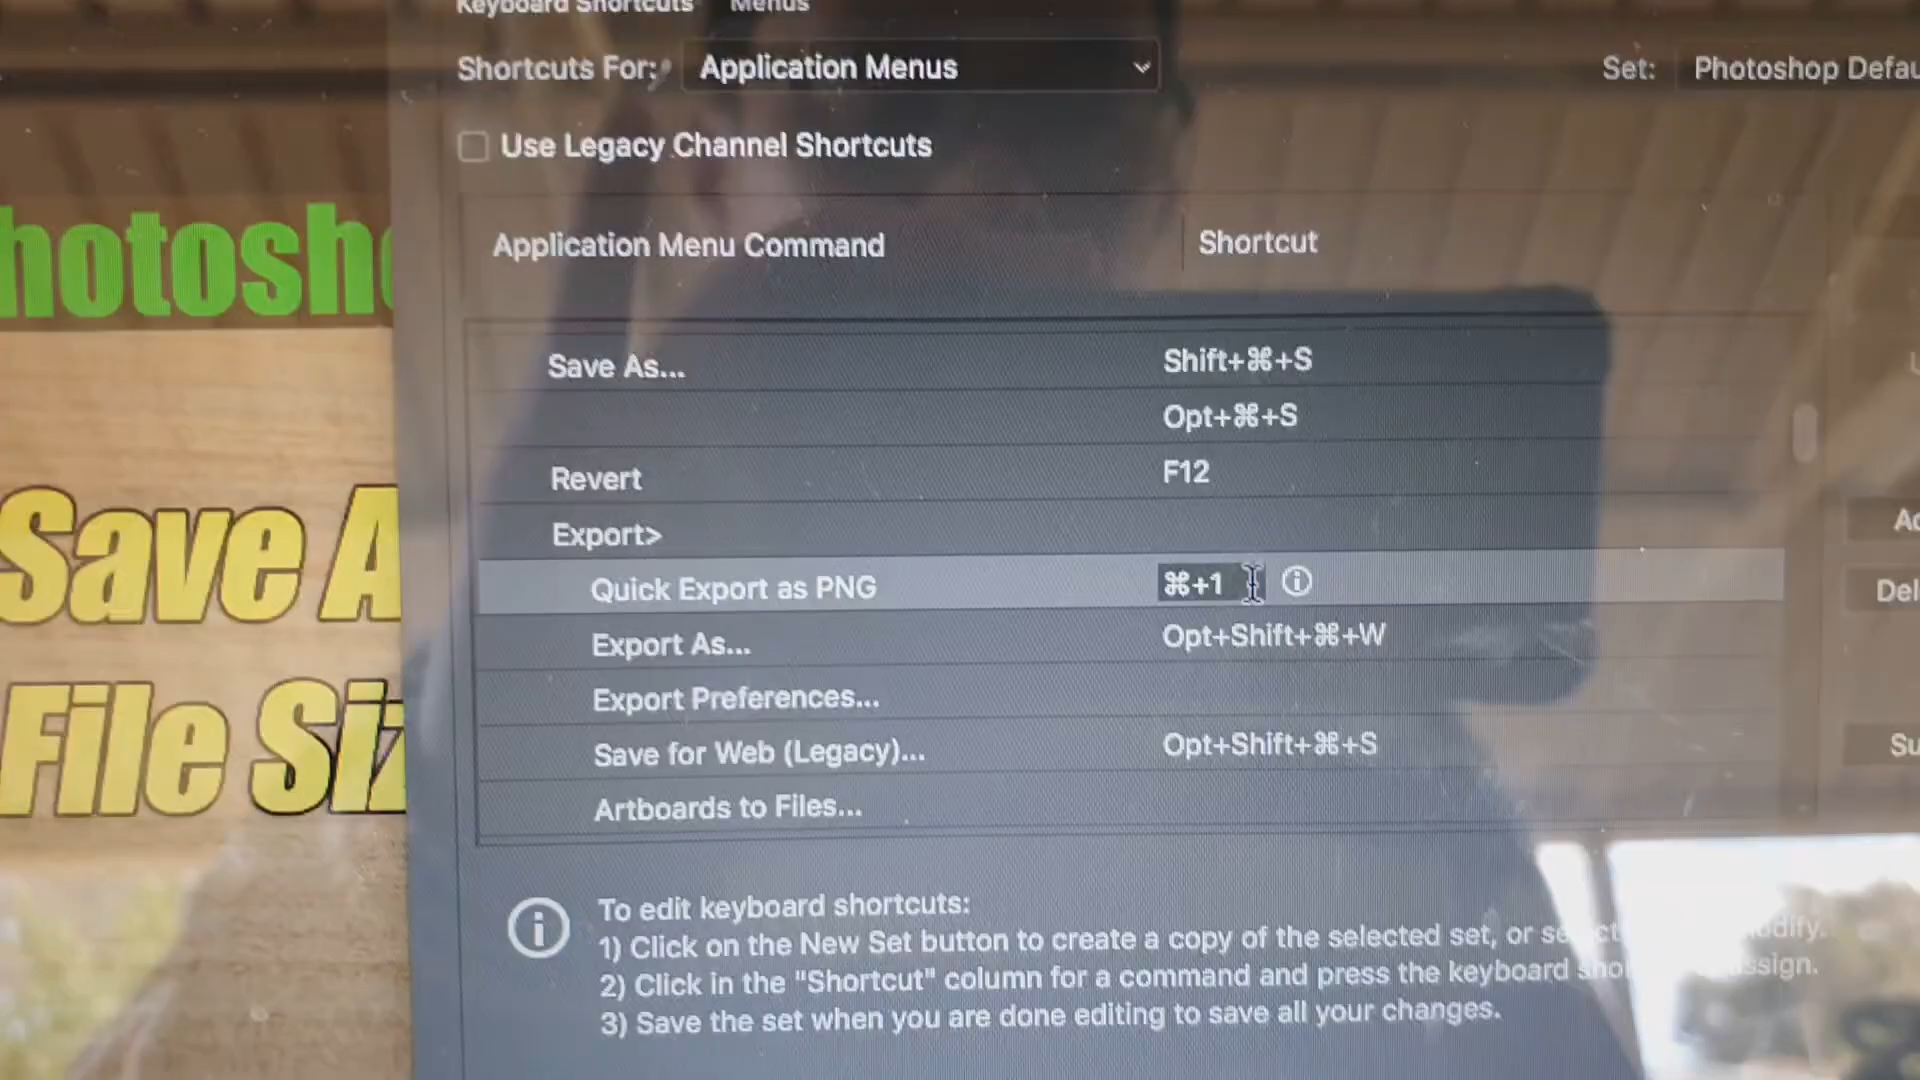 Keyboard Shortcuts Menus
Shortcuts For: Application Menus
Set: Photoshop
Use Legacy Channel Shortcuts
Application Menu Command Shortcut
Save As... Shift+⌘+S
Opt+⌘+S
Revert F12
Export>
Quick Export as PNG ⌘+1
Export As... Opt+Shift+⌘+W
Export Preferences...
Save for Web (Legacy)... Opt+Shift+⌘+S
Artboards to Files...
To edit keyboard shortcuts:
1) Click on the New Set button to create a copy of the selected set, or
2) Click in the "Shortcut" column for a command and press the keyboard
3) Save the set when you are done editing to save all your changes.
hotosh
Save A
File Siz